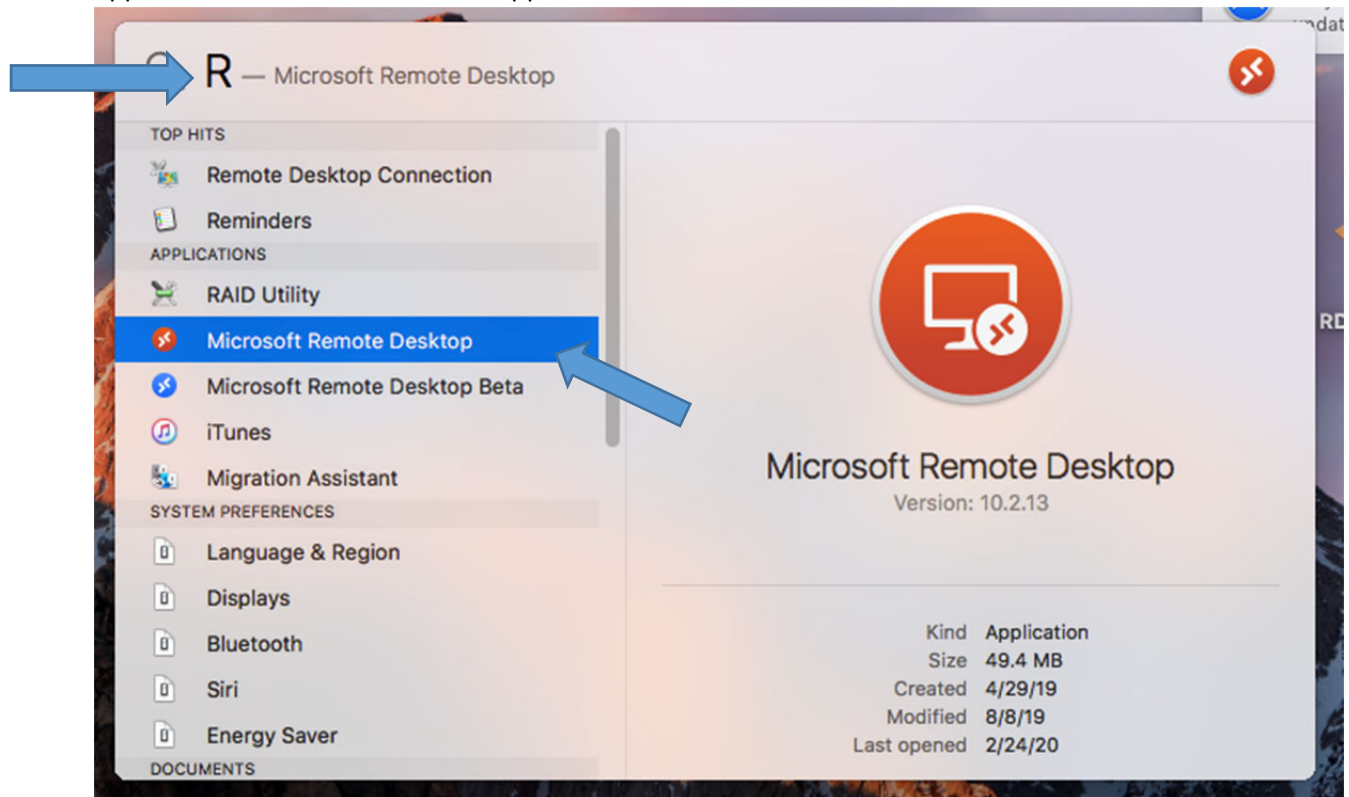 R — Microsoft Remote Desktop
TOP HITS
Remote Desktop Connection
Reminders
APPLICATIONS
RAID Utility
Microsoft Remote Desktop
Microsoft Remote Desktop Beta
iTunes
Migration Assistant
SYSTEM PREFERENCES
Language & Region
Displays
Bluetooth
Siri
Energy Saver
DOCUMENTS
Microsoft Remote Desktop
Version: 10.2.13
Kind Application
Size 49.4 MB
Created 4/29/19
Modified 8/8/19
Last opened 2/24/20